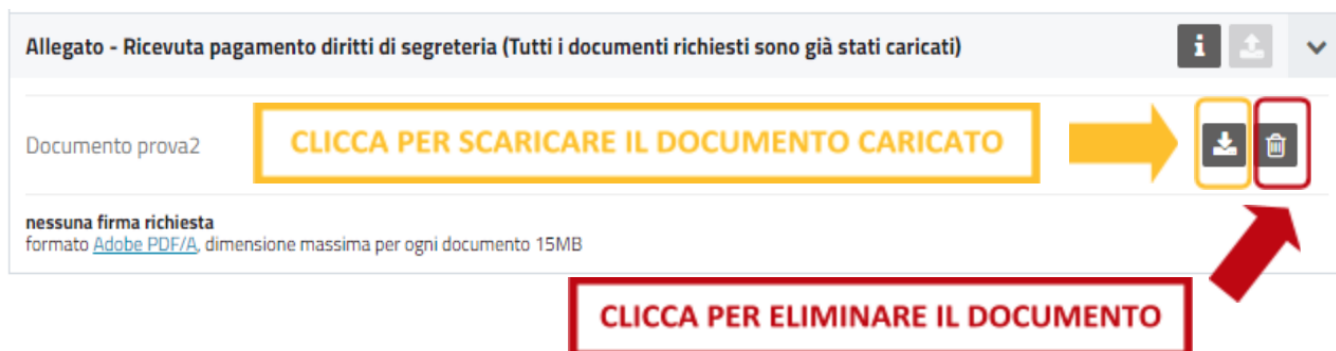 Allegato - Ricevuta pagamento diritti di segreteria (Tutti i documenti richiesti sono già stati caricati)
Documento prova2
CLICCA PER SCARICARE IL DOCUMENTO CARICATO
nessuna firma richiesta
formato Adobe PDF/A, dimensione massima per ogni documento 15MB
CLICCA PER ELIMINARE IL DOCUMENTO